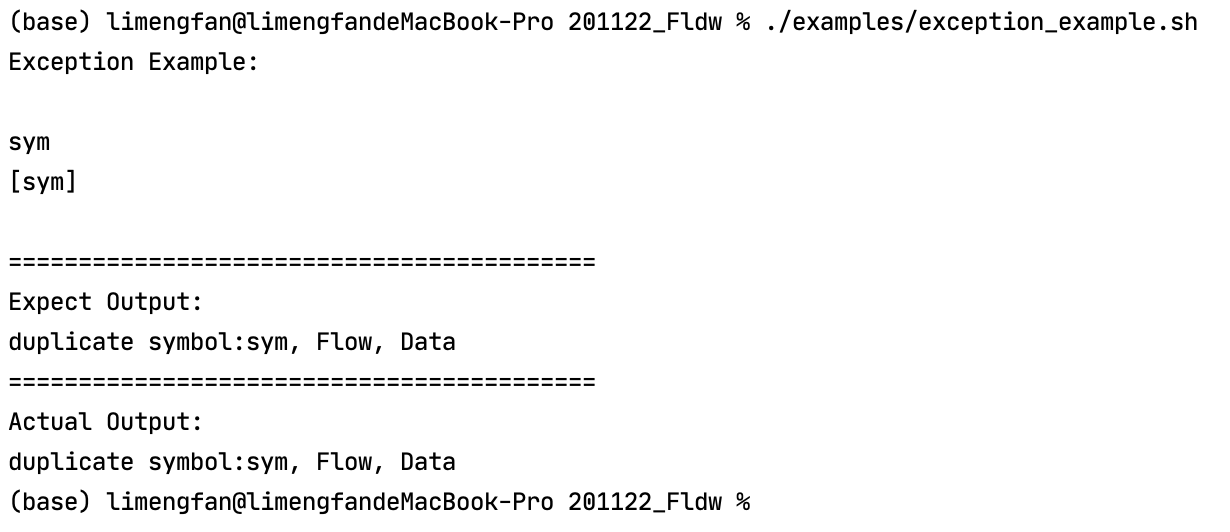 (base) limengfan@limengfandeMacBook-Pro 201122_Fldw % ./examples/exception_example.sh
Exception Example:
sym
[sym]
==========================================
Expect Output:
duplicate symbol:sym, Flow, Data
==========================================
Actual Output:
duplicate symbol:sym, Flow, Data
(base) limengfan@limengfandeMacBook-Pro 201122_Fldw %